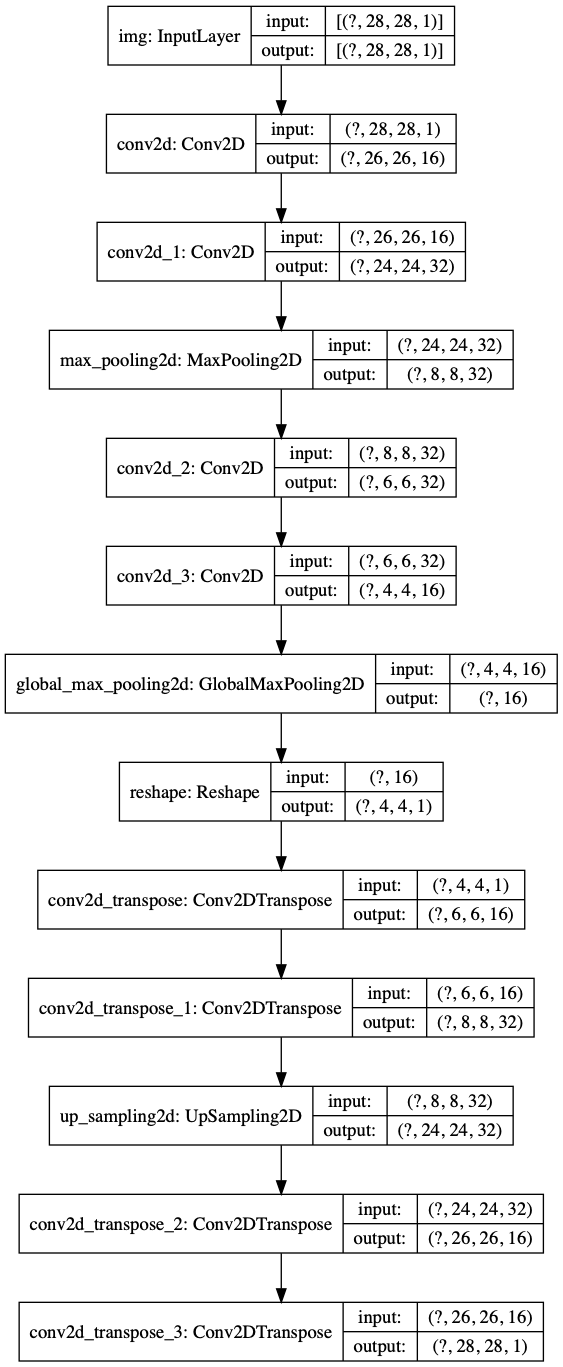 img: InputLayer input: [(?, 28, 28, 1)]
output: [(?, 28, 28, 1)]
conv2d: Conv2D input: (?, 28, 28, 1)
output: (?, 26, 26, 16)
conv2d_1: Conv2D input: (?, 26, 26, 16)
output: (?, 24, 24, 32)
max_pooling2d: MaxPooling2D input: (?, 24, 24, 32)
output: (?, 8, 8, 32)
conv2d_2: Conv2D input: (?, 8, 8, 32)
output: (?, 6, 6, 32)
conv2d_3: Conv2D input: (?, 6, 6, 32)
output: (?, 4, 4, 16)
global_max_pooling2d: GlobalMaxPooling2D input: (?, 4, 4, 16)
output: (?, 16)
reshape: Reshape input: (?, 16)
output: (?, 4, 4, 1)
conv2d_transpose: Conv2DTranspose input: (?, 4, 4, 1)
output: (?, 6, 6, 16)
conv2d_transpose_1: Conv2DTranspose input: (?, 6, 6, 16)
output: (?, 8, 8, 32)
up_sampling2d: UpSampling2D input: (?, 8, 8, 32)
output: (?, 24, 24, 32)
conv2d_transpose_2: Conv2DTranspose input: (?, 24, 24, 32)
output: (?, 26, 26, 16)
conv2d_transpose_3: Conv2DTranspose input: (?, 26, 26, 16)
output: (?, 28, 28, 1)